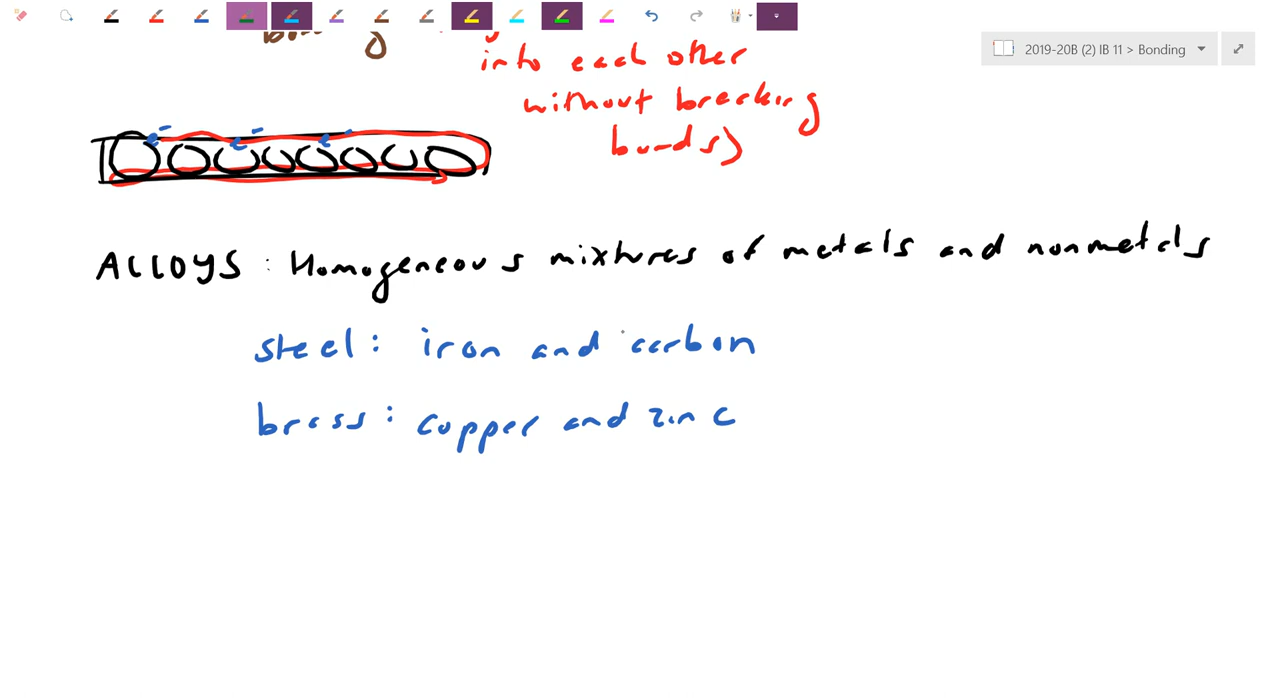 2019-20B (2) IB 11 > Bonding
into each other
without breaking
bonds)
e-
e-
ALLOYS : Homogeneous mixtures of metals and nonmetals
steel : iron and carbon
brass : copper and zinc